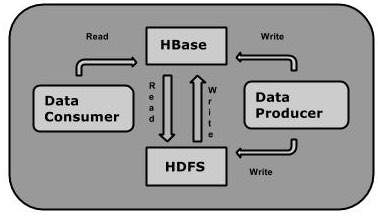 Read
HBase
Write
Data
Consumer
Read
Write
Data
Producer
HDFS
Write